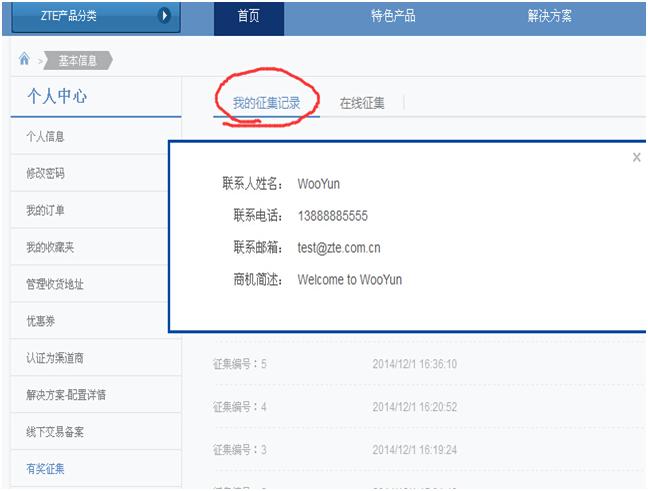 ZTE产品分类
首页
特色产品
解决方案
> 基本信息
个人中心
我的征集记录
在线征集
个人信息
修改密码
我的订单
我的收藏夹
管理收货地址
优惠券
认证为渠道商
解决方案-配置详情
线下交易备案
有奖征集
x
联系人姓名: WooYun
联系电话: 13888885555
联系邮箱: test@zte.com.cn
商机简述: Welcome to WooYun
征集编号:5 2014/12/1 16:36:10
征集编号:4 2014/12/1 16:20:52
征集编号:3 2014/12/1 16:19:24